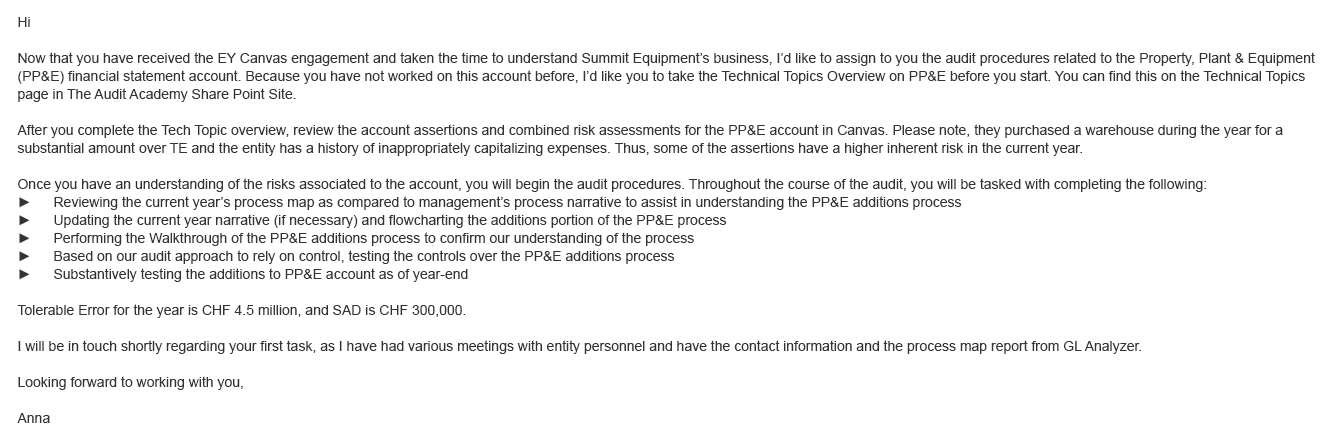 Hi
Now that you have received the EY Canvas engagement and taken the time to understand Summit Equipment's business, I'd like to assign to you the audit procedures related to the Property, Plant & Equipment
(PP&E) financial statement account. Because you have not worked on this account before, I'd like you to take the Technical Topics Overview on PP&E before you start. You can find this on the Technical Topics
page in The Audit Academy Share Point Site.
After you complete the Tech Topic overview, review the account assertions and combined risk assessments for the PP&E account in Canvas. Please note, they purchased a warehouse during the year for a
substantial amount over TE and the entity has a history of inappropriately capitalizing expenses. Thus, some of the assertions have a higher inherent risk in the current year.
Once you have an understanding of the risks associated to the account, you will begin the audit procedures. Throughout the course of the audit, you will be tasked with completing the following:
► Reviewing the current year's process map as compared to management's process narrative to assist in understanding the PP&E additions process
► Updating the current year narrative (if necessary) and flowcharting the additions portion of the PP&E process
► Performing the Walkthrough of the PP&E additions process to confirm our understanding of the process
► Based on our audit approach to rely on control, testing the controls over the PP&E additions process
► Substantively testing the additions to PP&E account as of year-end
Tolerable Error for the year is CHF 4.5 million, and SAD is CHF 300,000.
I will be in touch shortly regarding your first task, as I have had various meetings with entity personnel and have the contact information and the process map report from GL Analyzer.
Looking forward to working with you,
Anna